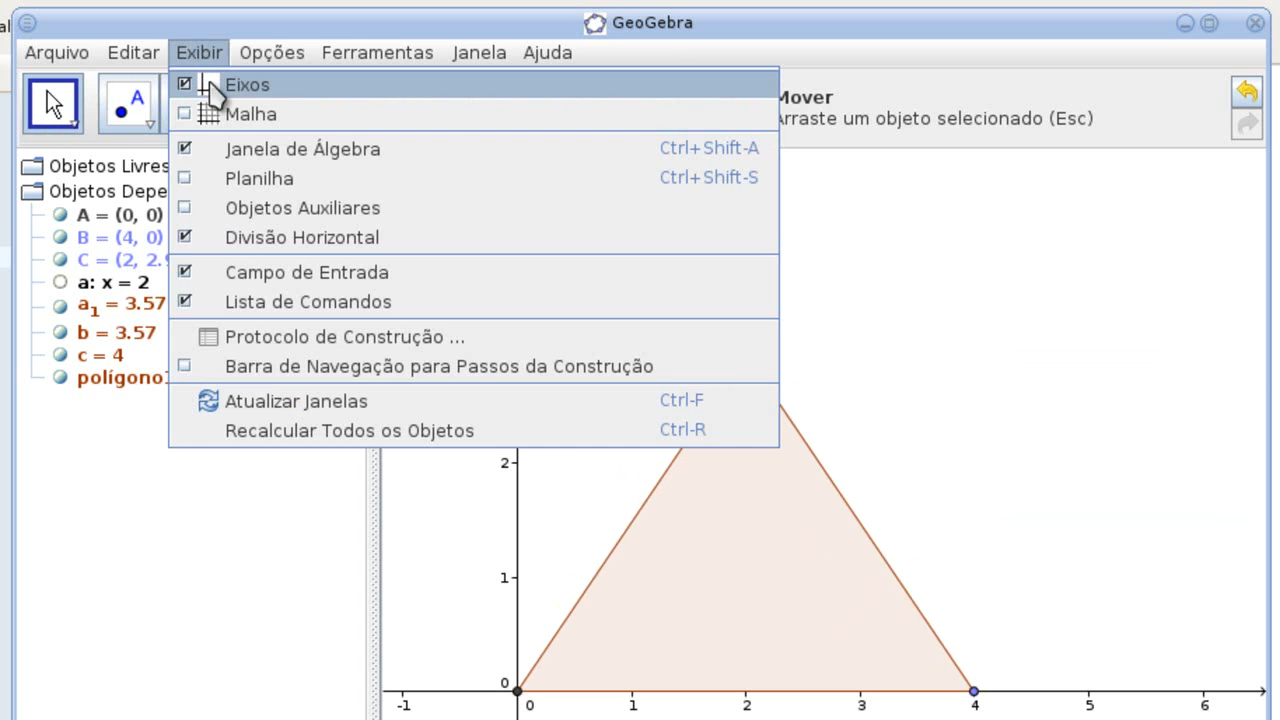 al
GeoGebra
Arquivo Editar Exibir Opções Ferramentas Janela Ajuda
A
Mover
Arraste um objeto selecionado (Esc)
Eixos
Malha
Janela de Álgebra Ctrl+Shift-A
Planilha Ctrl+Shift-S
Objetos Auxiliares
Divisão Horizontal
Campo de Entrada
Lista de Comandos
Protocolo de Construção ...
Barra de Navegação para Passos da Construção
Atualizar Janelas Ctrl-F
Recalcular Todos os Objetos Ctrl-R
Objetos Livres
Objetos Depe
A = (0, 0)
B = (4, 0)
C = (2, 2.9
a: x = 2
a1 = 3.57
b = 3.57
c = 4
polígono
2
1
0
-1 0 1 2 3 4 5 6